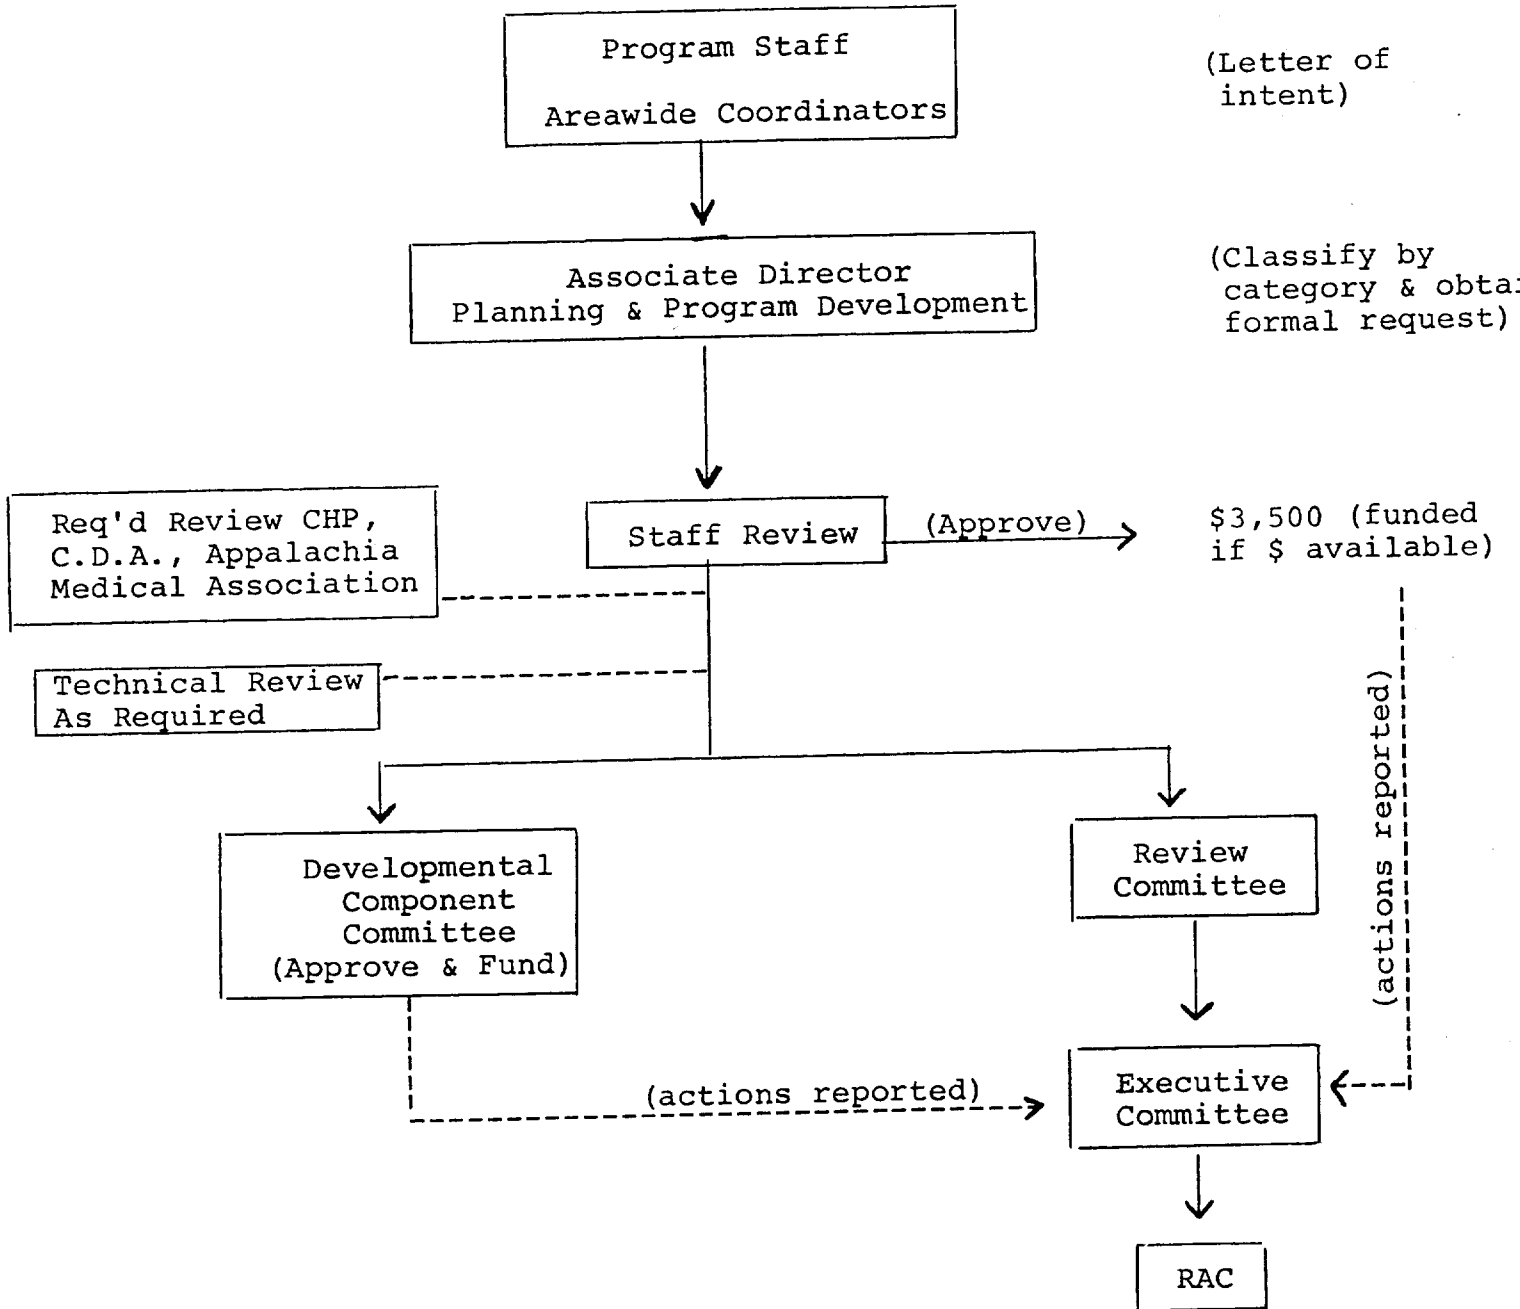 Program Staff
Areawide Coordinators
(Letter of
intent)
Associate Director
Planning & Program Development
(Classify by
category & obtai
formal request)
Req'd Review CHP,
C.D.A., Appalachia
Medical Association
Staff Review
(Approve)
$3,500 (funded
if $ available)
Technical Review
As Required
(actions reported)
Developmental
Component
Committee
(Approve & Fund)
Review
Committee
(actions reported)
Executive
Committee
RAC